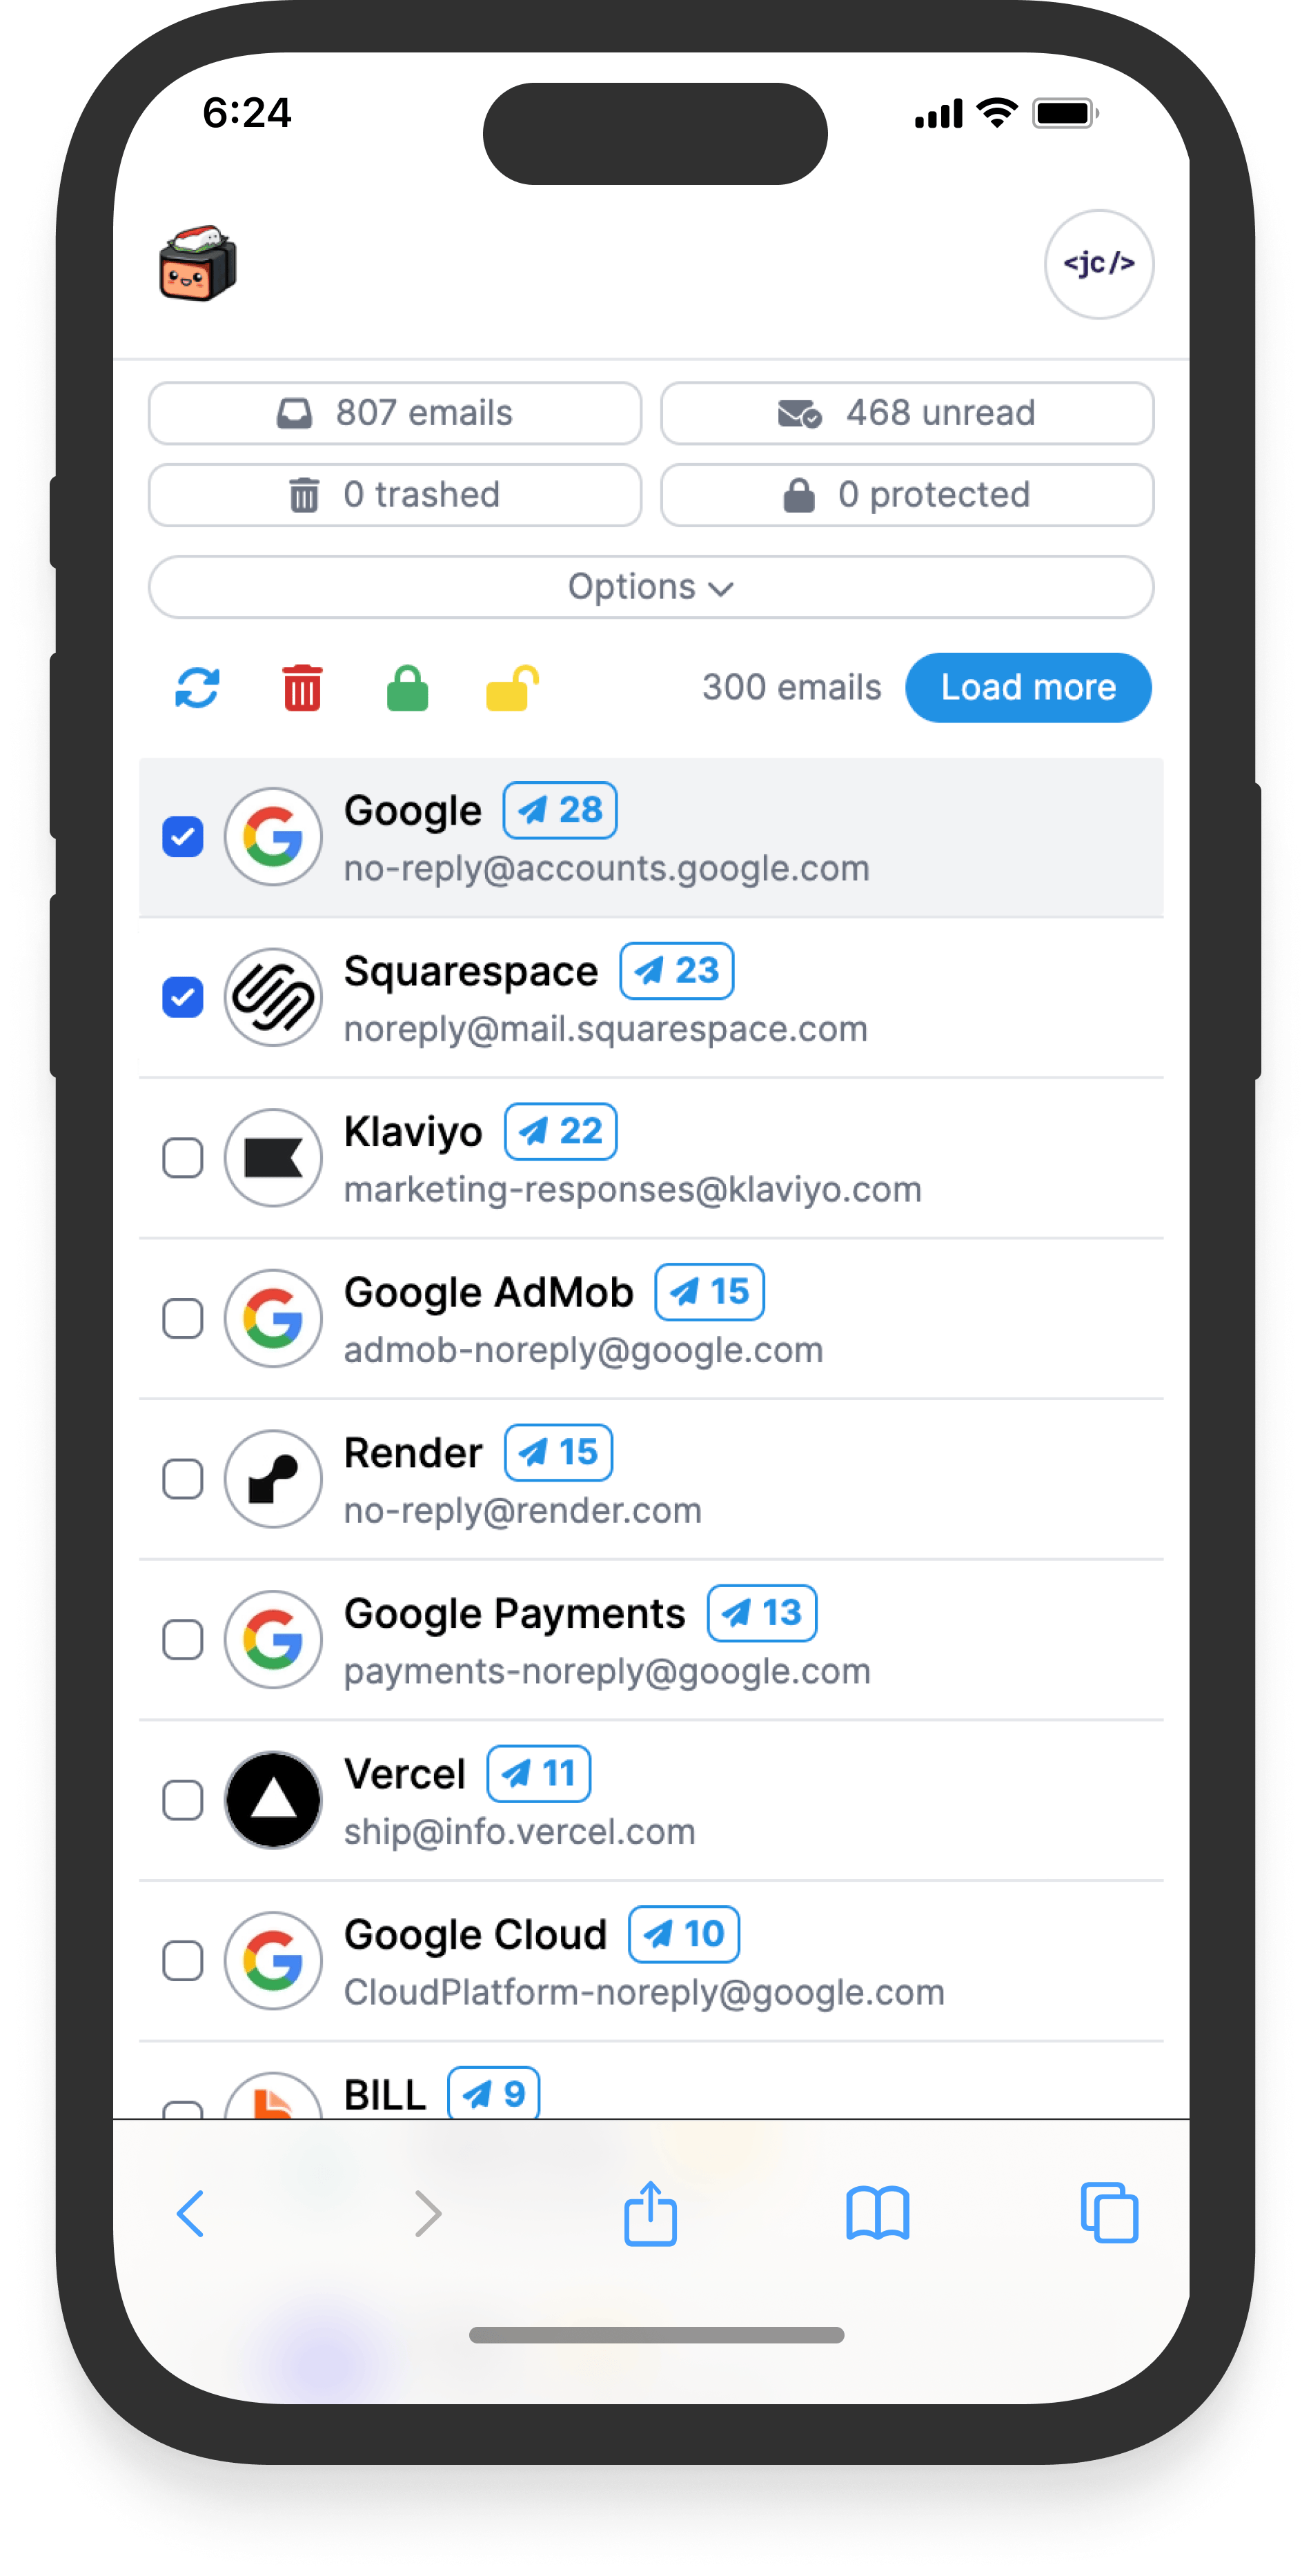 6:24
<jc/>
807 emails
468 unread
0 trashed
0 protected
Options
300 emails
Load more
Google 28
no-reply@accounts.google.com
Squarespace 23
noreply@mail.squarespace.com
Klaviyo 22
marketing-responses@klaviyo.com
Google AdMob 15
admob-noreply@google.com
Render 15
no-reply@render.com
Google Payments 13
payments-noreply@google.com
Vercel 11
ship@info.vercel.com
Google Cloud 10
CloudPlatform-noreply@google.com
BILL 9